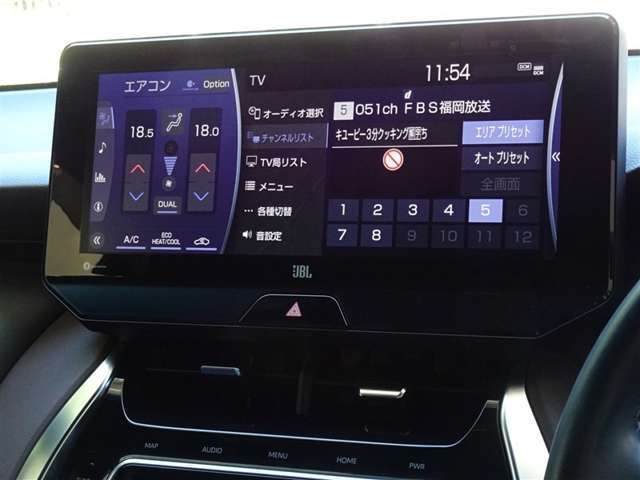 エアコン Option
TV
11:54
DCM
DCM
オーディオ選択
5 051ch FBS福岡放送
d
18.5
18.0
チャンネルリスト
キユーピー3分クッキング
エリア プリセット
TV局リスト
オート プリセット
メニュー
全画面
DUAL
各種切替
1 2 3 4 5 6
A/C
ECO HEAT/COOL
音設定
7 8 9 10 11 12
JBL
MAP AUDIO MENU HOME PWR